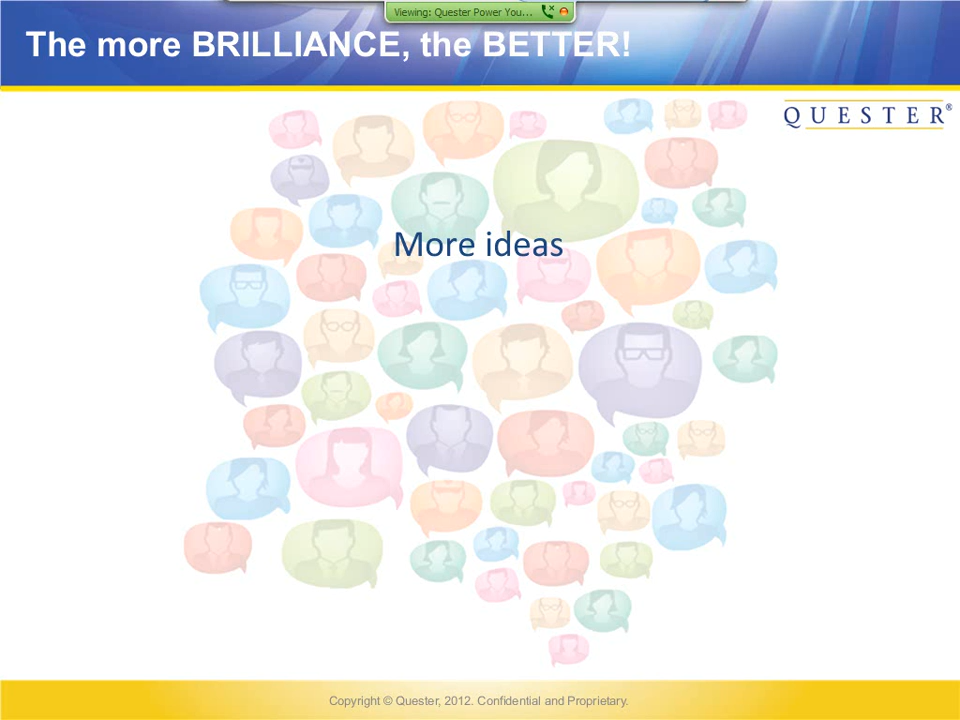 Viewing: Quester Power You...
The more BRILLIANCE, the BETTER!
QUESTER®
More ideas
Copyright © Quester, 2012. Confidential and Proprietary.